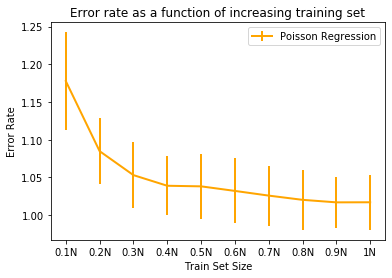 Error rate as a function of increasing training set
Poisson Regression
Error Rate
1.25
1.20
1.15
1.10
1.05
1.00
0.1N 0.2N 0.3N 0.4N 0.5N 0.6N 0.7N 0.8N 0.9N 1N
Train Set Size